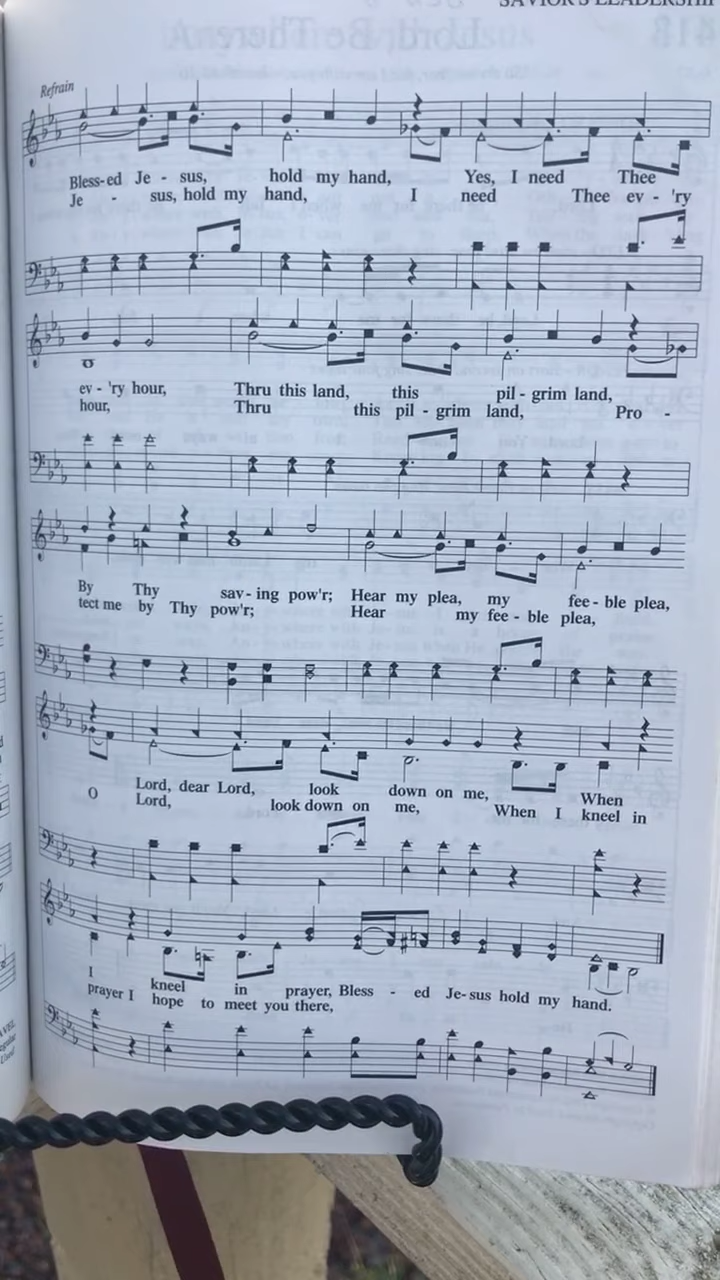 SAVIOR'S LEADERSHIP
Refrain
Bless-ed Je - sus, hold my hand, Yes, I need Thee
Je - sus, hold my hand, I need Thee ev - 'ry
ev - 'ry hour, Thru this land, this pil - grim land,
hour, Thru this pil - grim land, Pro -
By Thy sav - ing pow'r; Hear my plea, my fee - ble plea,
tect me by Thy pow'r; Hear my fee - ble plea,
O Lord, dear Lord, look down on me, When
Lord, look down on me, When I kneel in
I kneel in prayer, Bless - ed Je - sus hold my hand.
prayer I hope to meet you there,